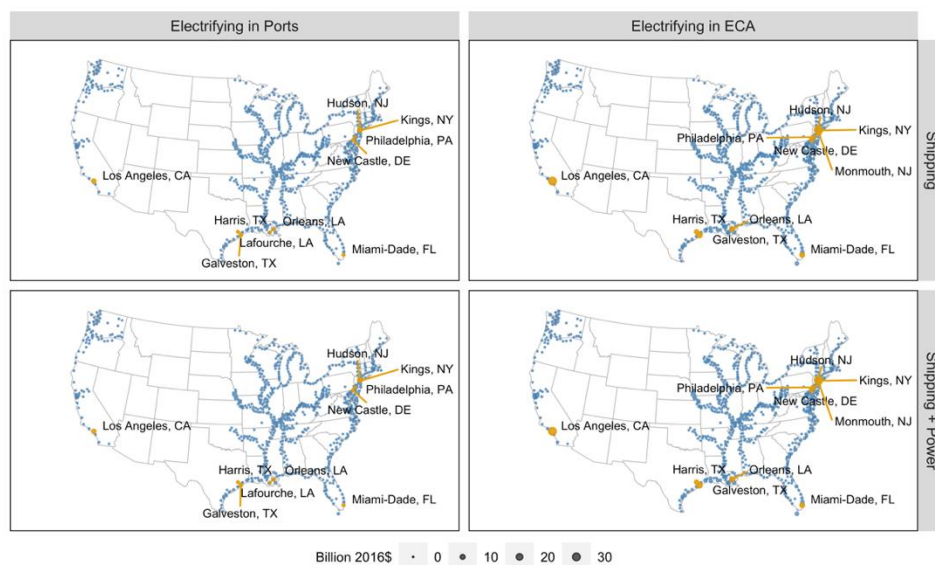 Electrifying in Ports
Electrifying in ECA
Hudson, NJ
Kings, NY
Philadelphia, PA
New Castle, DE
Los Angeles, CA
Harris, TX
Orleans, LA
Lafourche, LA
Miami-Dade, FL
Galveston, TX
Hudson, NJ
Kings, NY
Philadelphia, PA
New Castle, DE
Monmouth, NJ
Los Angeles, CA
Harris, TX
Orleans, LA
Galveston, TX
Miami-Dade, FL
Shipping
Hudson, NJ
Kings, NY
Philadelphia, PA
New Castle, DE
Los Angeles, CA
Harris, TX
Orleans, LA
Lafourche, LA
Miami-Dade, FL
Galveston, TX
Hudson, NJ
Kings, NY
Philadelphia, PA
New Castle, DE
Monmouth, NJ
Los Angeles, CA
Harris, TX
Orleans, LA
Galveston, TX
Miami-Dade, FL
Shipping + Power
Billion 2016$ 0 10 20 30